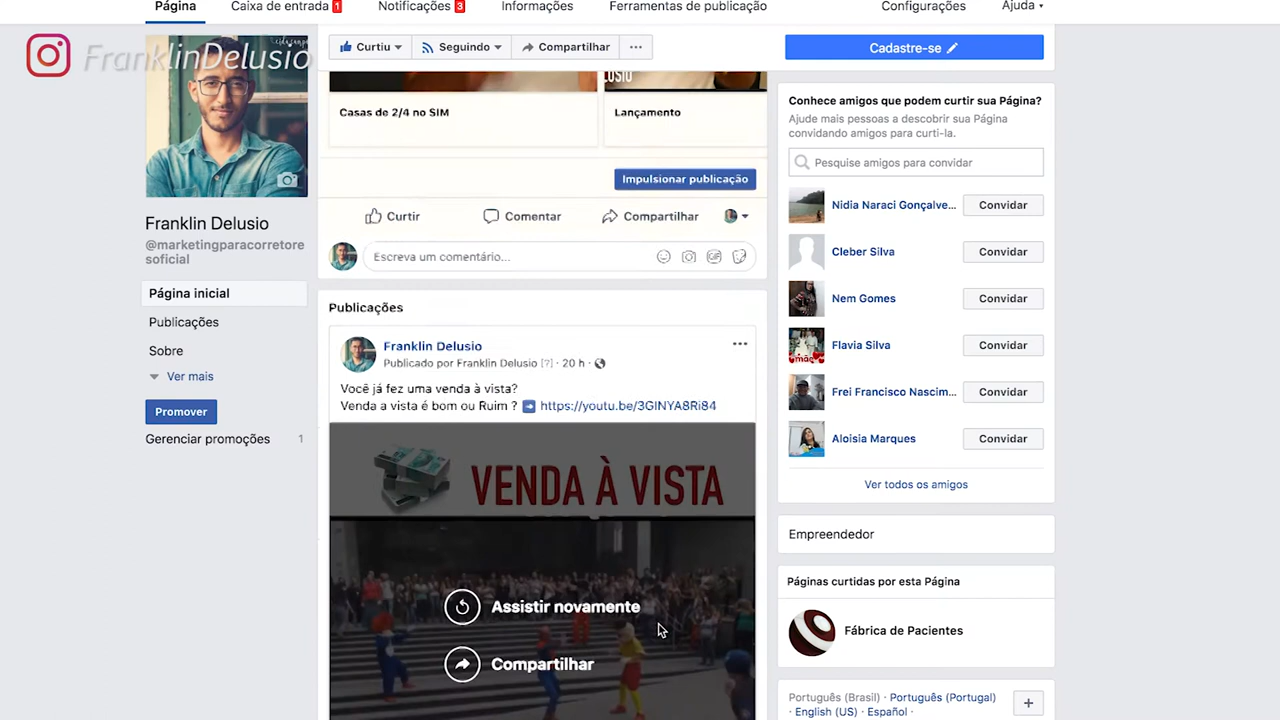 Página Caixa de entrada 1 Notificações 3 Informações Ferramentas de publicação Configurações Ajuda
FranklinDelusio
Curtiu Seguindo Compartilhar ... Cadastre-se
Casas de 2/4 no SIM
Lançamento
Impulsionar publicação
Curtir Comentar Compartilhar
Escreva um comentário...
Franklin Delusio
@marketingparacorretore
soficial
Página inicial
Publicações
Sobre
Ver mais
Promover
Gerenciar promoções 1
Publicações
Franklin Delusio
Publicado por Franklin Delusio [?] · 20 h ·
Você já fez uma venda à vista?
Venda a vista é bom ou Ruim ? https://youtu.be/3GINYA8Ri84
VENDA À VISTA
Assistir novamente
Compartilhar
Conhece amigos que podem curtir sua Página?
Ajude mais pessoas a descobrir sua Página
convidando amigos para curti-la.
Pesquise amigos para convidar
Nidia Naraci Gonçalve... Convidar
Cleber Silva Convidar
Nem Gomes Convidar
Flavia Silva Convidar
Frei Francisco Nascim... Convidar
Aloisia Marques Convidar
Ver todos os amigos
Empreendedor
Páginas curtidas por esta Página
Fábrica de Pacientes
Português (Brasil) · Português (Portugal)
· English (US) · Español ·